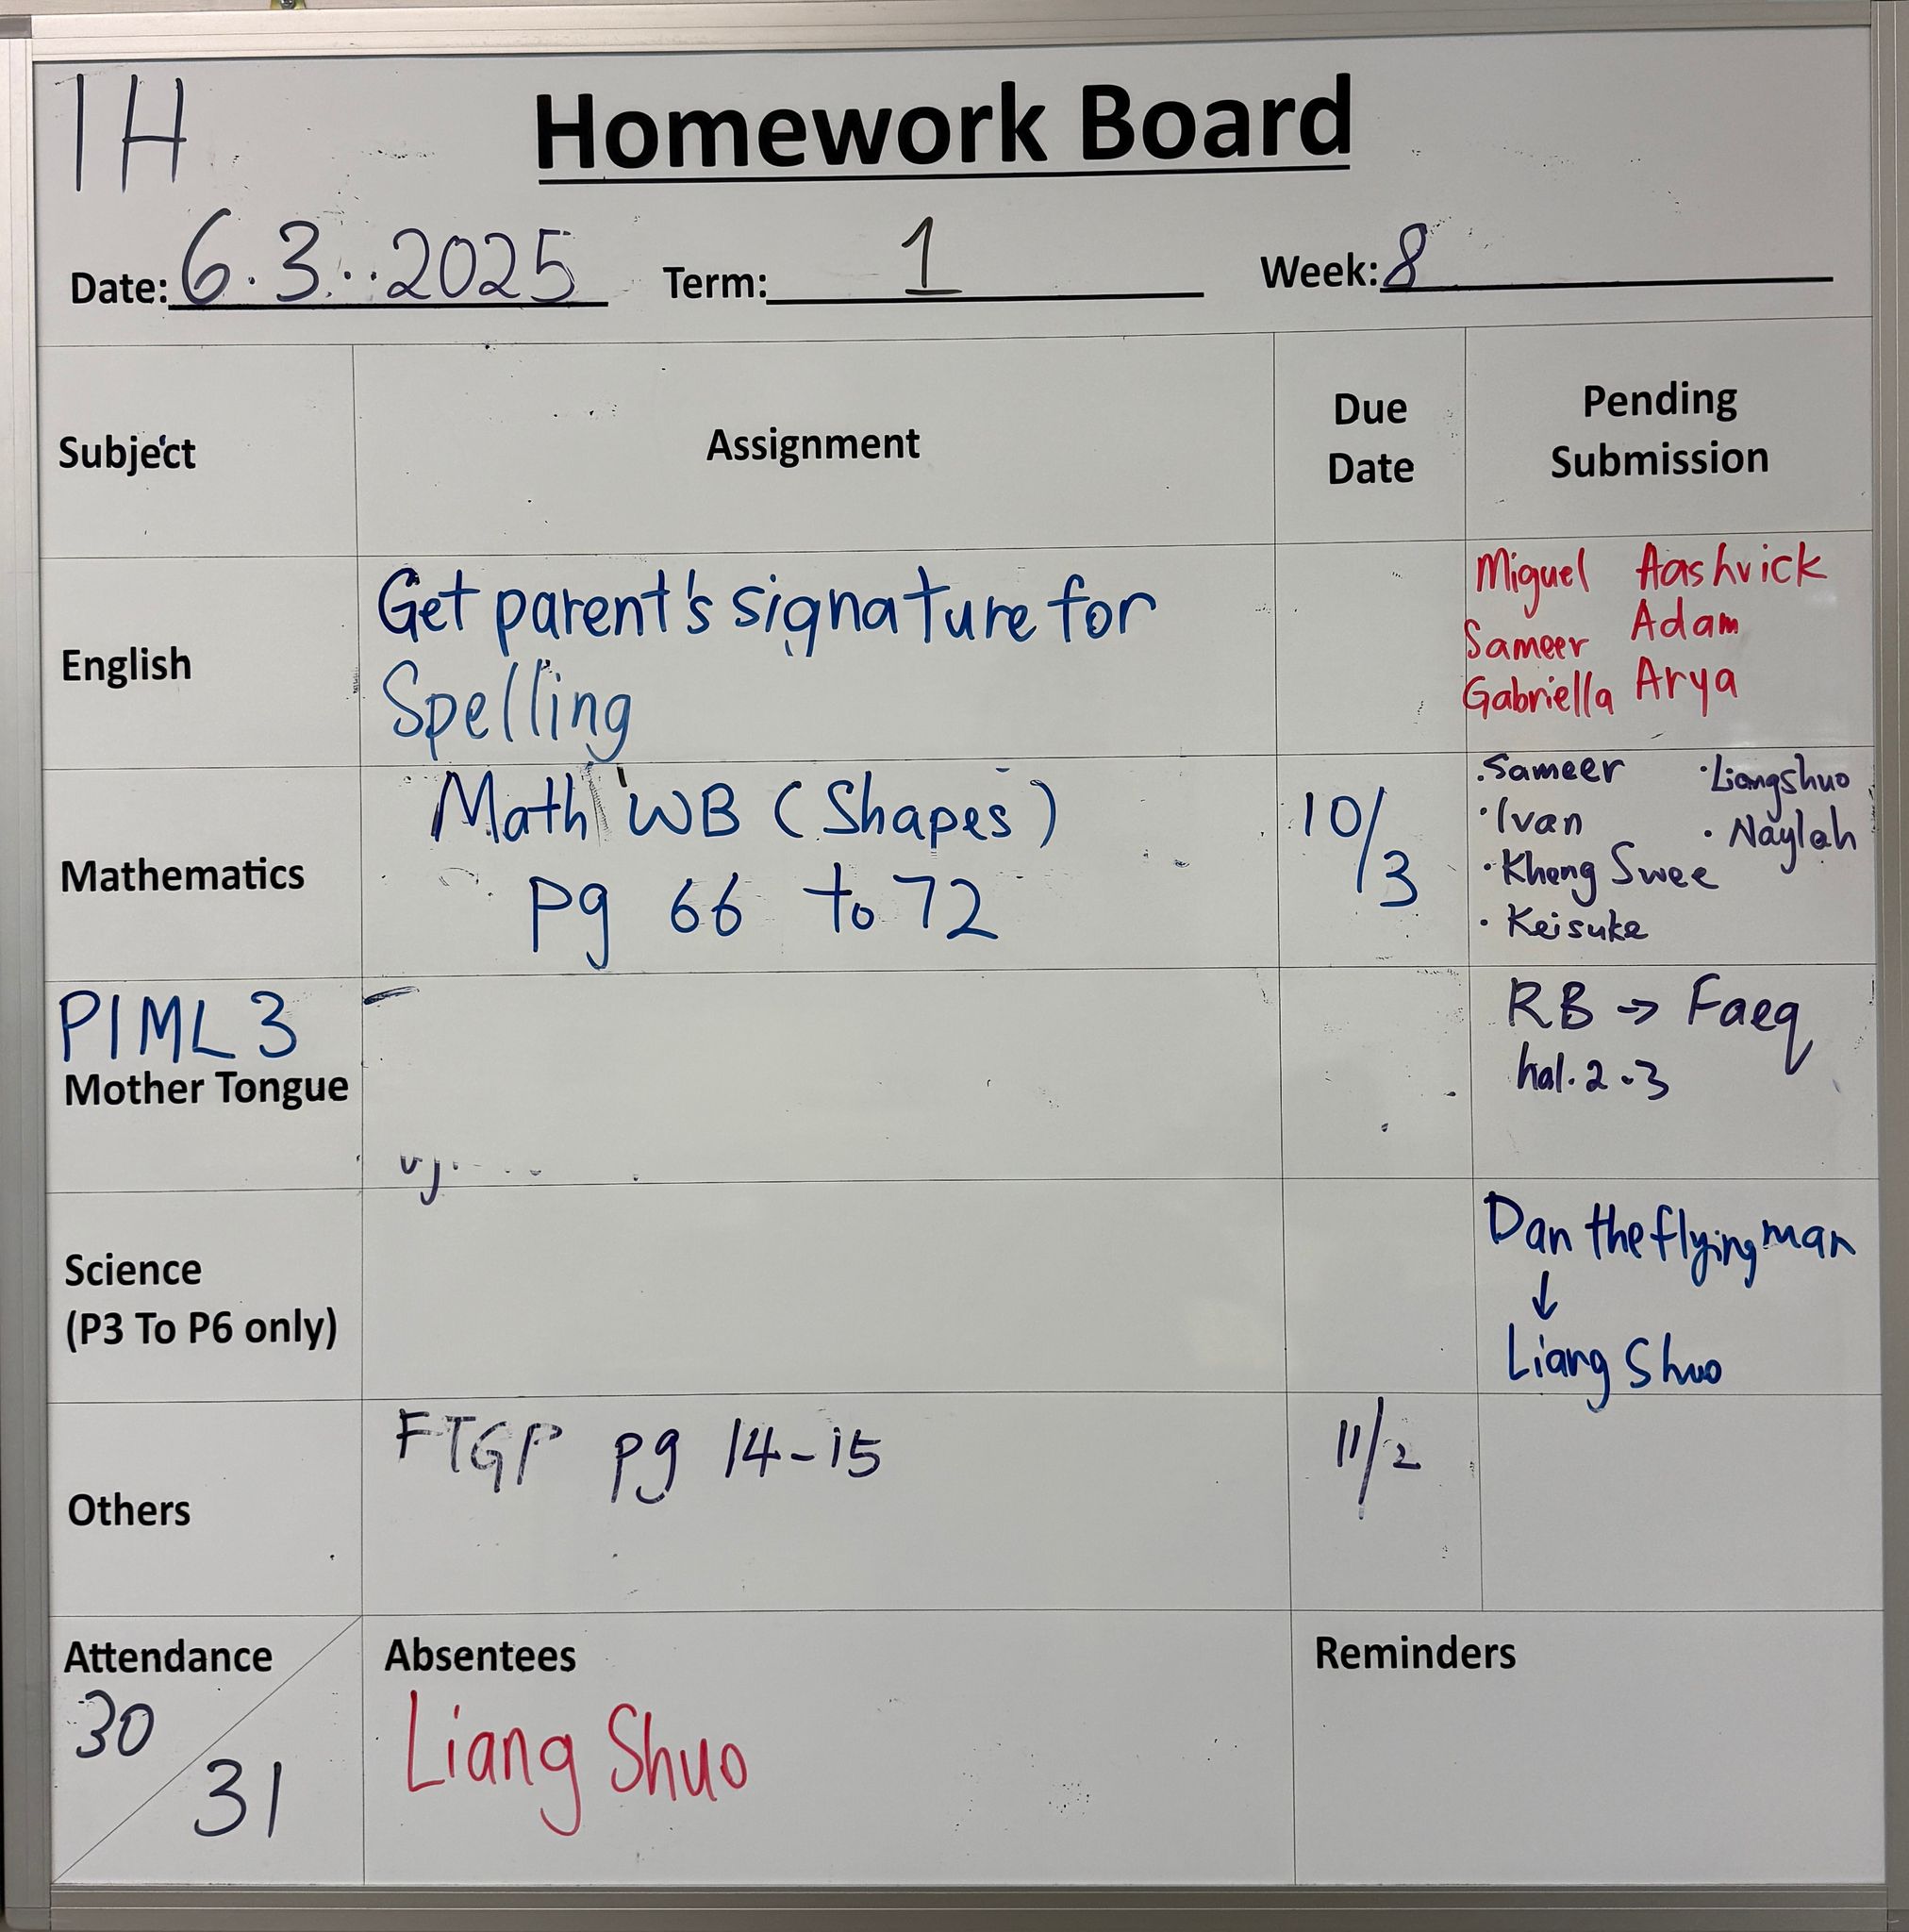 1H
Homework Board
Date: 6.3..2025 Term: 1 Week: 8
Subject Assignment Due Date Pending Submission
English
Get parent's signature for
Spelling
Miguel Aashvick
Sameer Adam
Gabriella Arya
Mathematics
Math WB (Shapes)
pg 66 to 72
10/3
.Sameer ·Liangshuo
·Ivan ·Naylah
·Kheng Swee
·Keisuke
PIML 3
Mother Tongue
RB → Faeq
hal. 2-3
Science
(P3 To P6 only)
Dan the flying man
↓
Liang Shuo
Others
FTGP pg 14-15
11/2
Attendance
30
31
Absentees
Liang Shuo
Reminders